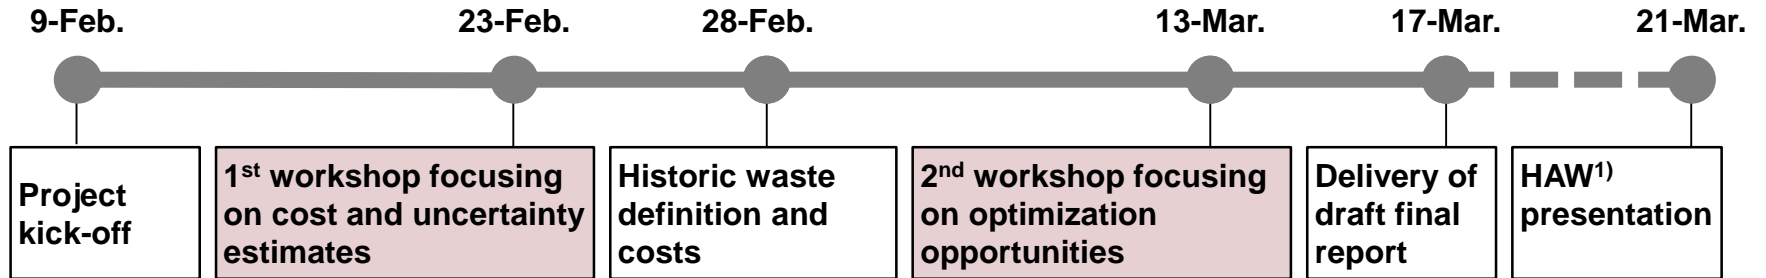 9-Feb.
23-Feb.
28-Feb.
13-Mar.
17-Mar.
21-Mar.
Project
kick-off
1st workshop focusing
on cost and uncertainty
estimates
Historic waste
definition and
costs
2nd workshop focusing
on optimization
opportunities
Delivery of
draft final
report
HAW1)
presentation